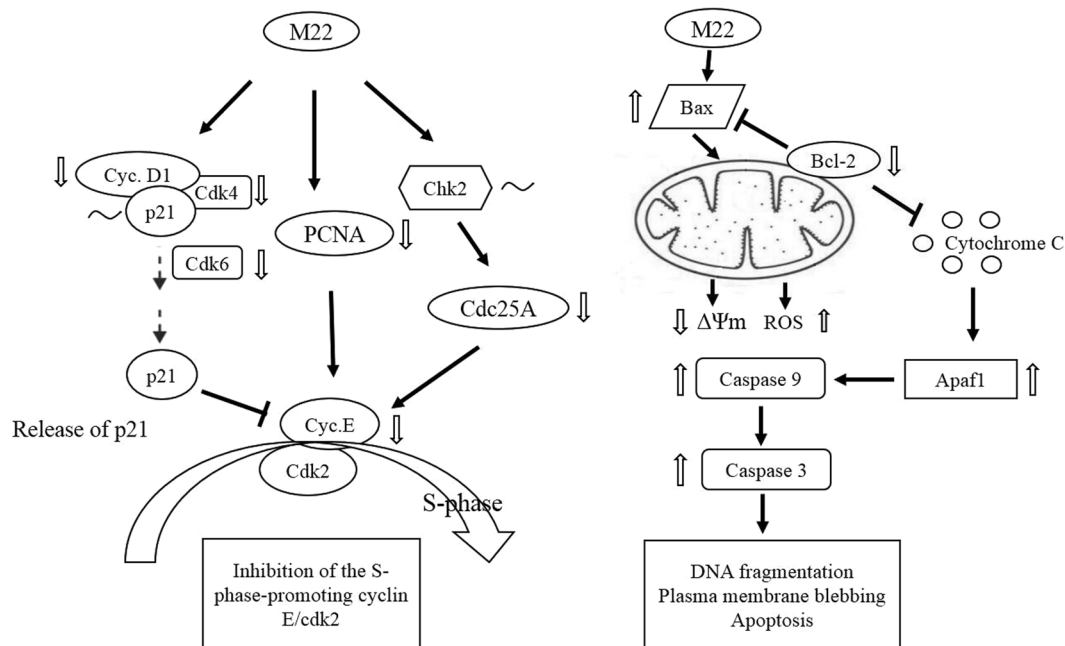 M22
Cyc. D1
Cdk4
p21
Cdk6
p21
Release of p21
PCNA
Chk2
Cdc25A
Cyc.E
Cdk2
S-phase
Inhibition of the S-
phase-promoting cyclin
E/cdk2
M22
Bax
Bcl-2
Cytochrome C
ΔΨm
ROS
Caspase 9
Apaf1
Caspase 3
DNA fragmentation
Plasma membrane blebbing
Apoptosis